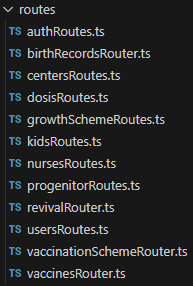 routes
TS authRoutes.ts
TS birthRecordsRouter.ts
TS centersRoutes.ts
TS dosisRoutes.ts
TS growthSchemeRoutes.ts
TS kidsRoutes.ts
TS nursesRoutes.ts
TS progenitorRoutes.ts
TS revivalRouter.ts
TS usersRoutes.ts
TS vaccinationSchemeRouter.ts
TS vaccinesRouter.ts